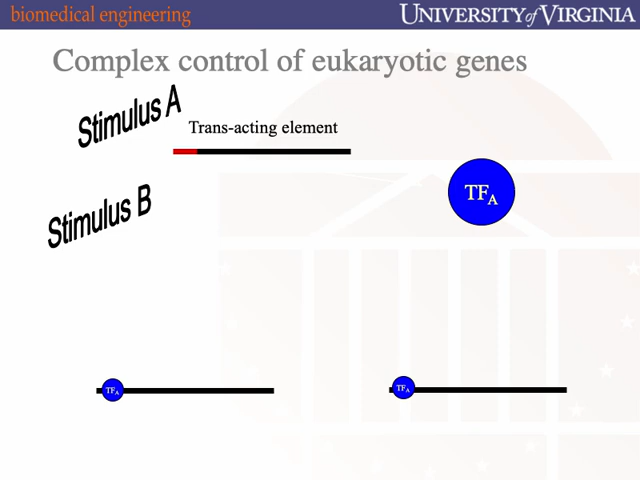 biomedical engineering
UNIVERSITY of VIRGINIA
Complex control of eukaryotic genes
Stimulus A
Trans-acting element
TFA
Stimulus B
TFA
TFA